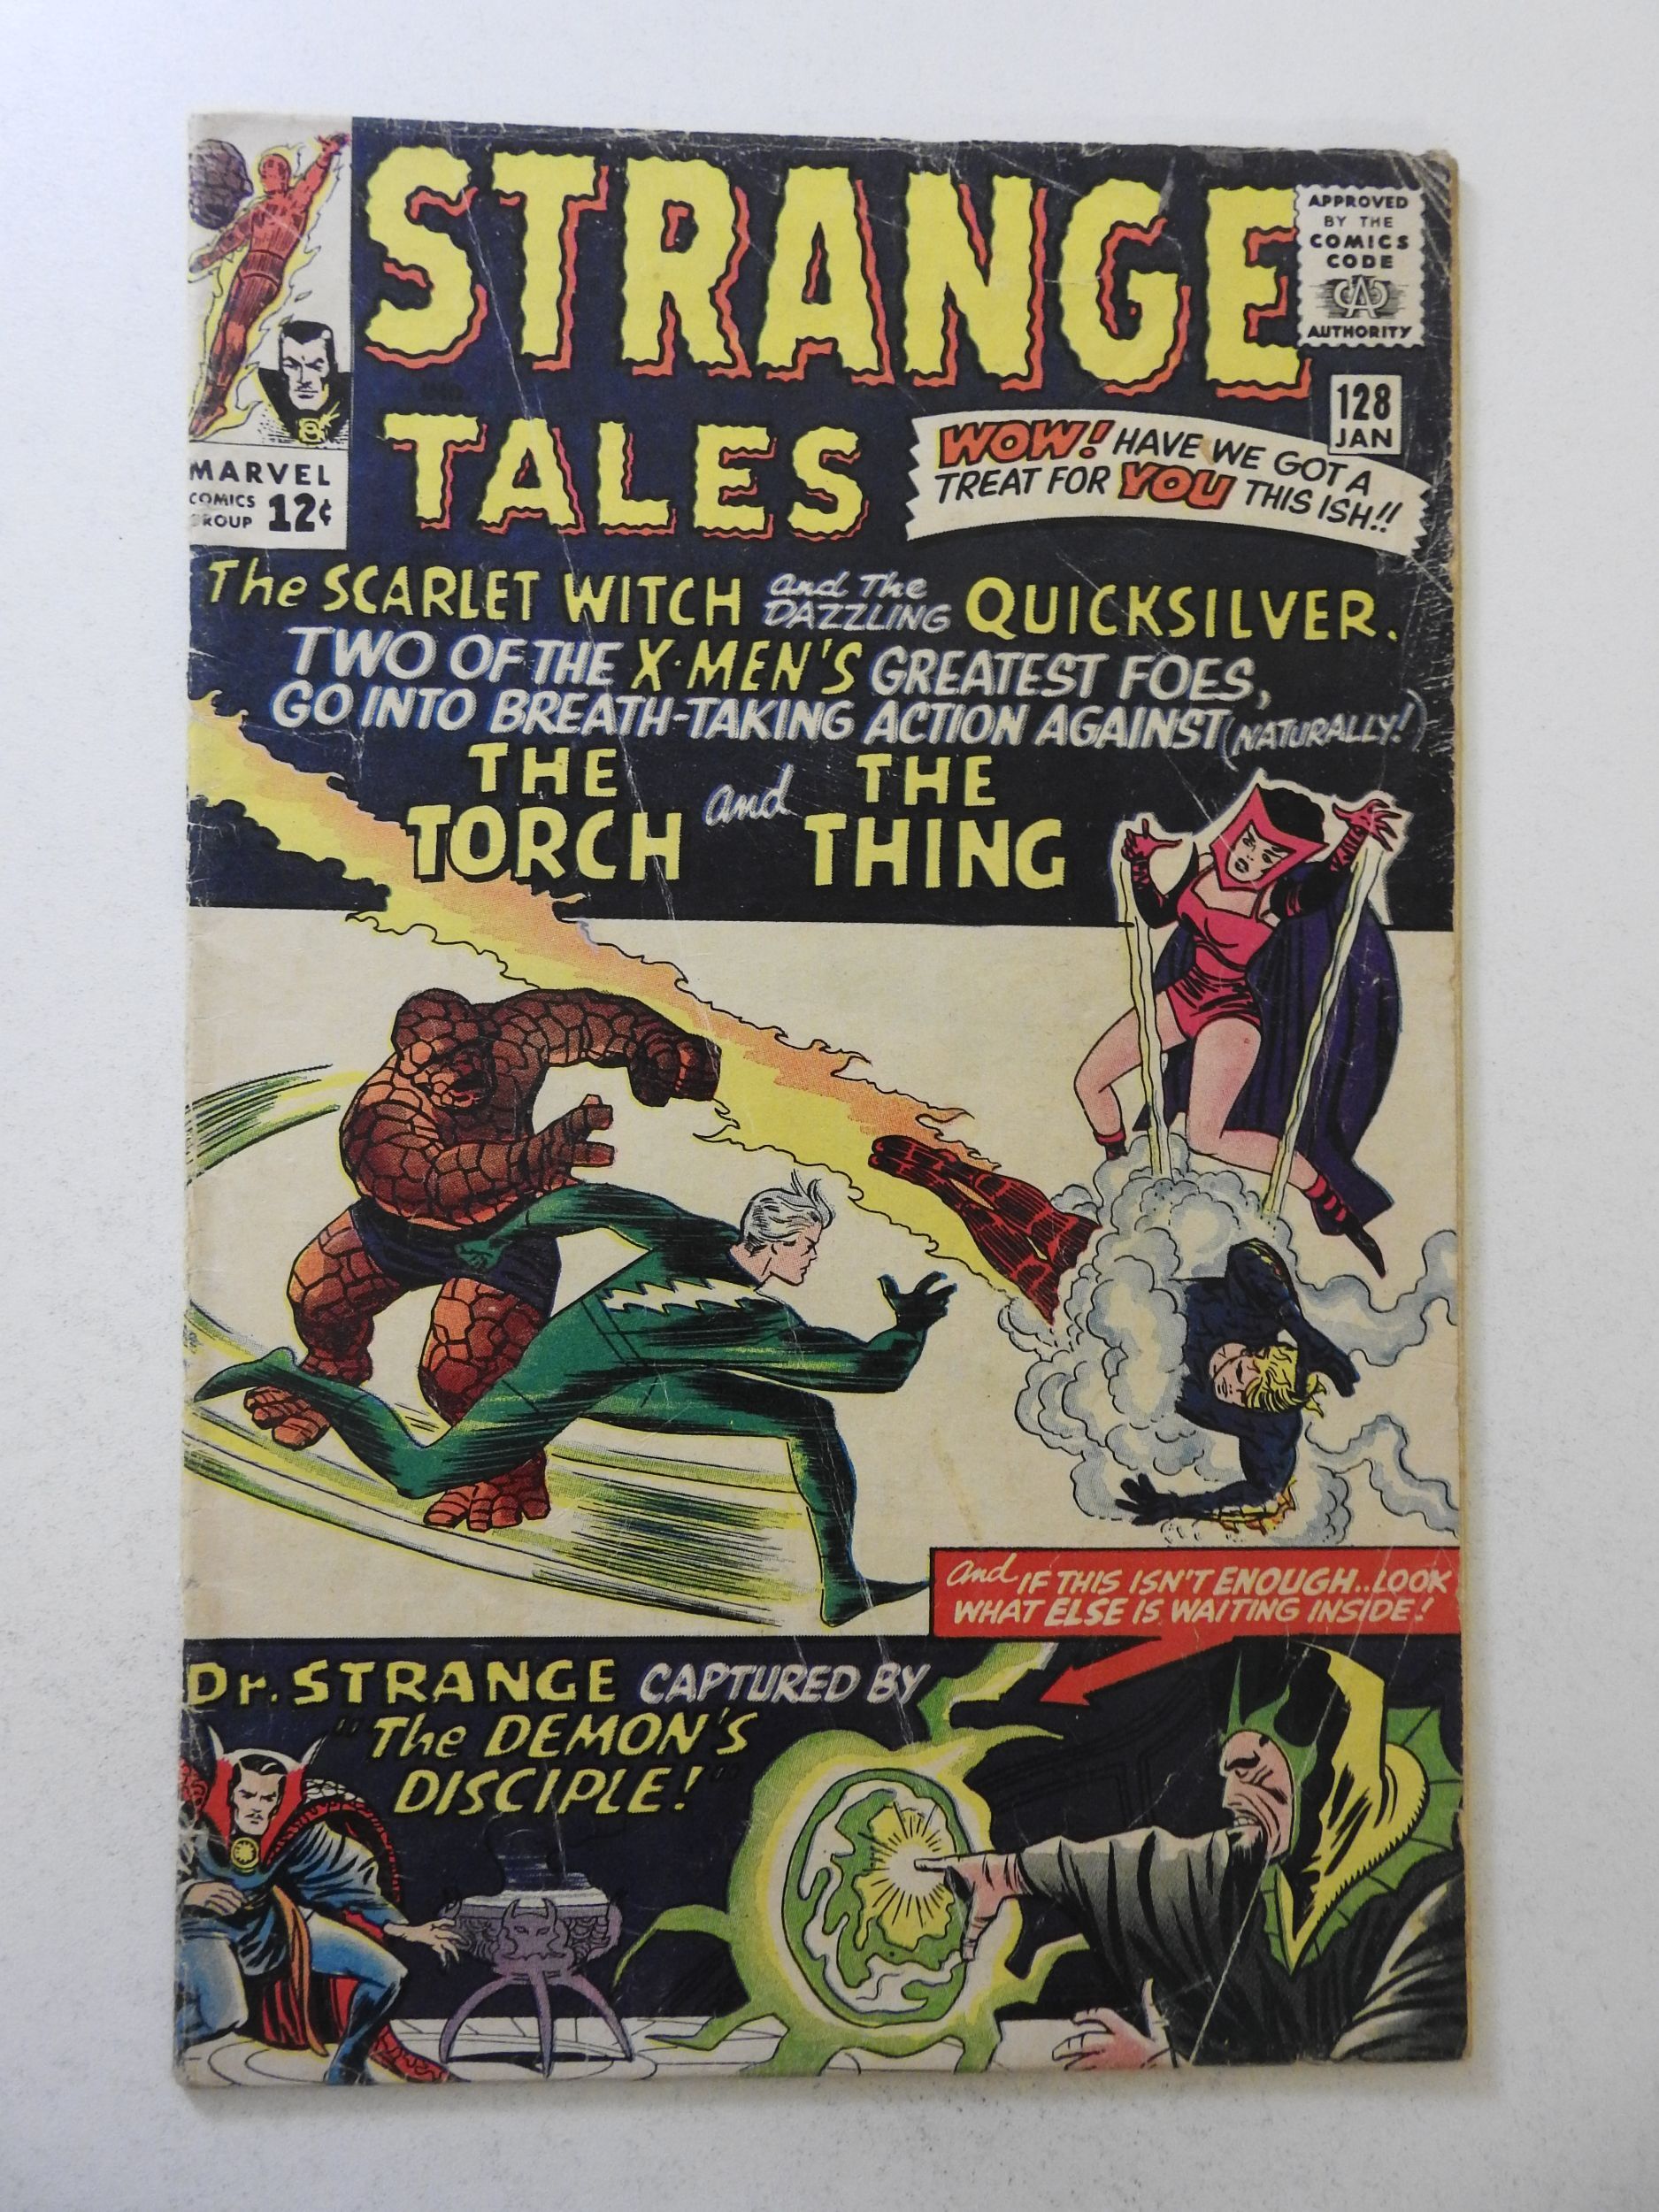 STRANGE
TALES
APPROVED
BY THE
COMICS
CODE
CA
AUTHORITY
128
JAN
MARVEL
COMICS
GROUP 12¢
WOW! HAVE WE GOT A
TREAT FOR YOU THIS ISH!!
The SCARLET WITCH and The
DAZZLING QUICKSILVER.
TWO OF THE X-MEN'S GREATEST FOES,
GO INTO BREATH-TAKING ACTION AGAINST (NATURALLY!)
THE
TORCH and THE
THING
And IF THIS ISN'T ENOUGH..LOOK
WHAT ELSE IS WAITING INSIDE!
Dr. STRANGE CAPTURED BY
"The DEMON'S
DISCIPLE!"